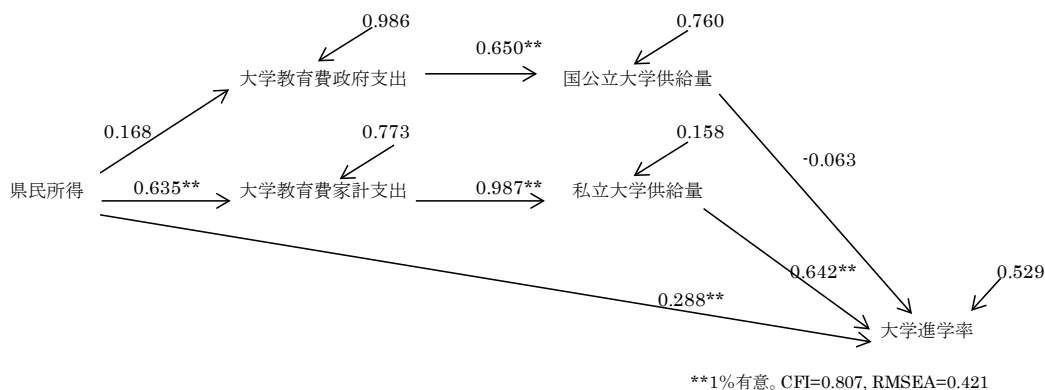 0.986
0.760
0.650**
大学教育費政府支出
国公立大学供給量
0.168
0.773
0.158
-0.063
県民所得
0.635**
大学教育費家計支出
0.987**
私立大学供給量
0.642**
0.529
0.288**
大学進学率
**1%有意。CFI=0.807, RMSEA=0.421